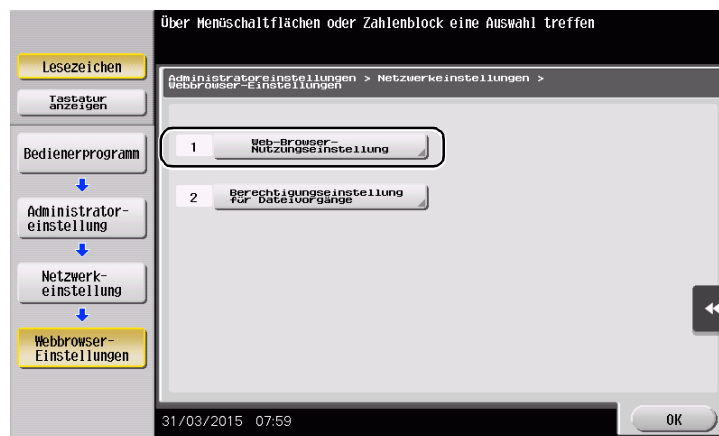 Über Menüschaltflächen oder Zahlenblock eine Auswahl treffen
Lesezeichen
Tastatur
anzeigen
Bedienerprogramm
Administrator-
einstellung
Netzwerk-
einstellung
Webbrowser-
Einstellungen
Administratoreinstellungen > Netzwerkeinstellungen >
Webbrowser-Einstellungen
1 Web-Browser-
Nutzungseinstellung
2 Berechtigungseinstellung
für Dateivorgänge
31/03/2015 07:59
OK